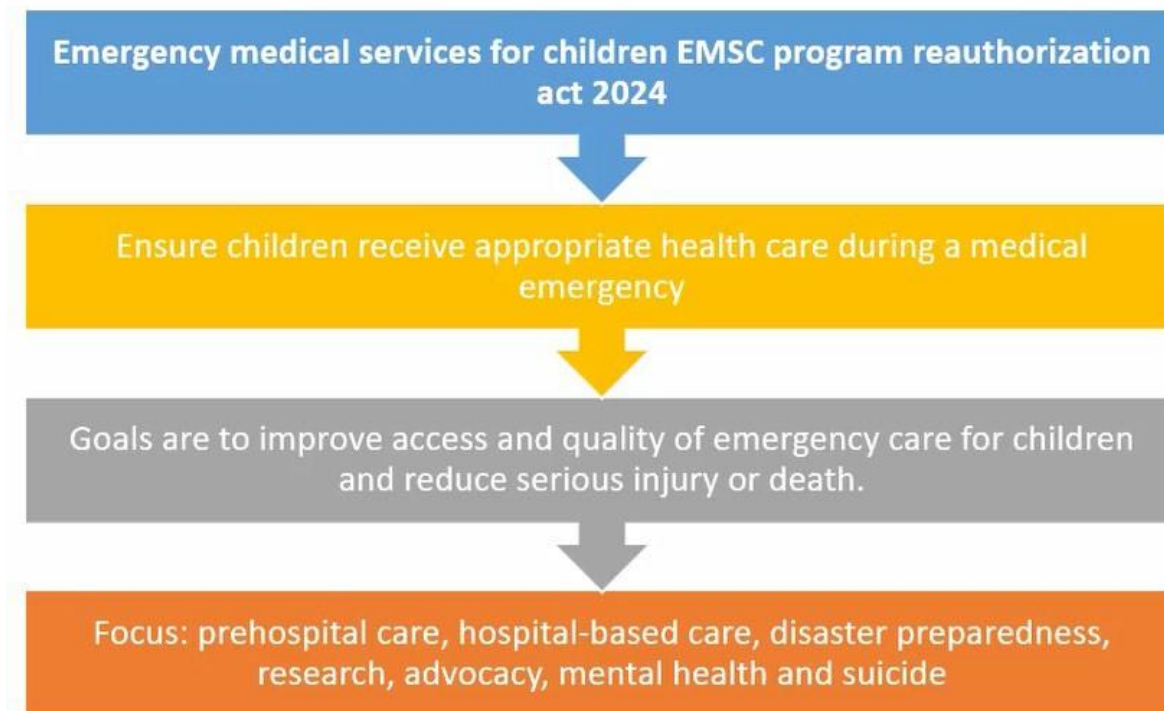 Emergency medical services for children EMSC program reauthorization
act 2024
Ensure children receive appropriate health care during a medical
emergency
Goals are to improve access and quality of emergency care for children
and reduce serious injury or death.
Focus: prehospital care, hospital-based care, disaster preparedness,
research, advocacy, mental health and suicide